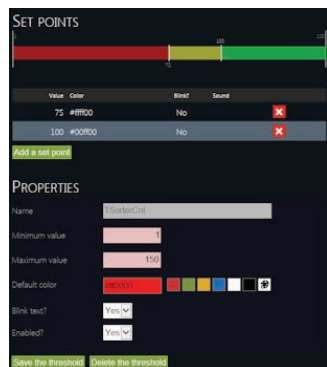 SET POINTS
100
75
Value Color Blink? Sound
75 #ffff00 No
100 #00ff00 No
Add a set point
PROPERTIES
Name TSorterCnt
Minimum value 1
Maximum value 150
Default color #ff0000
Blink text? Yes
Enabled? Yes
Save the threshold Delete the threshold